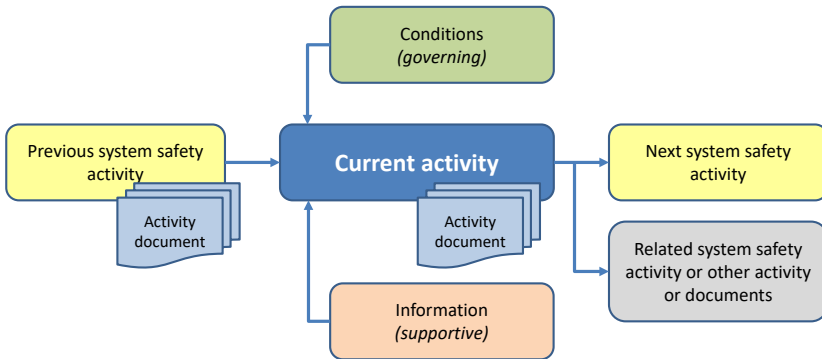 Conditions
(governing)
Previous system safety
activity
Current activity
Next system safety
activity
Activity
document
Activity
document
Related system safety
activity or other activity
or documents
Information
(supportive)